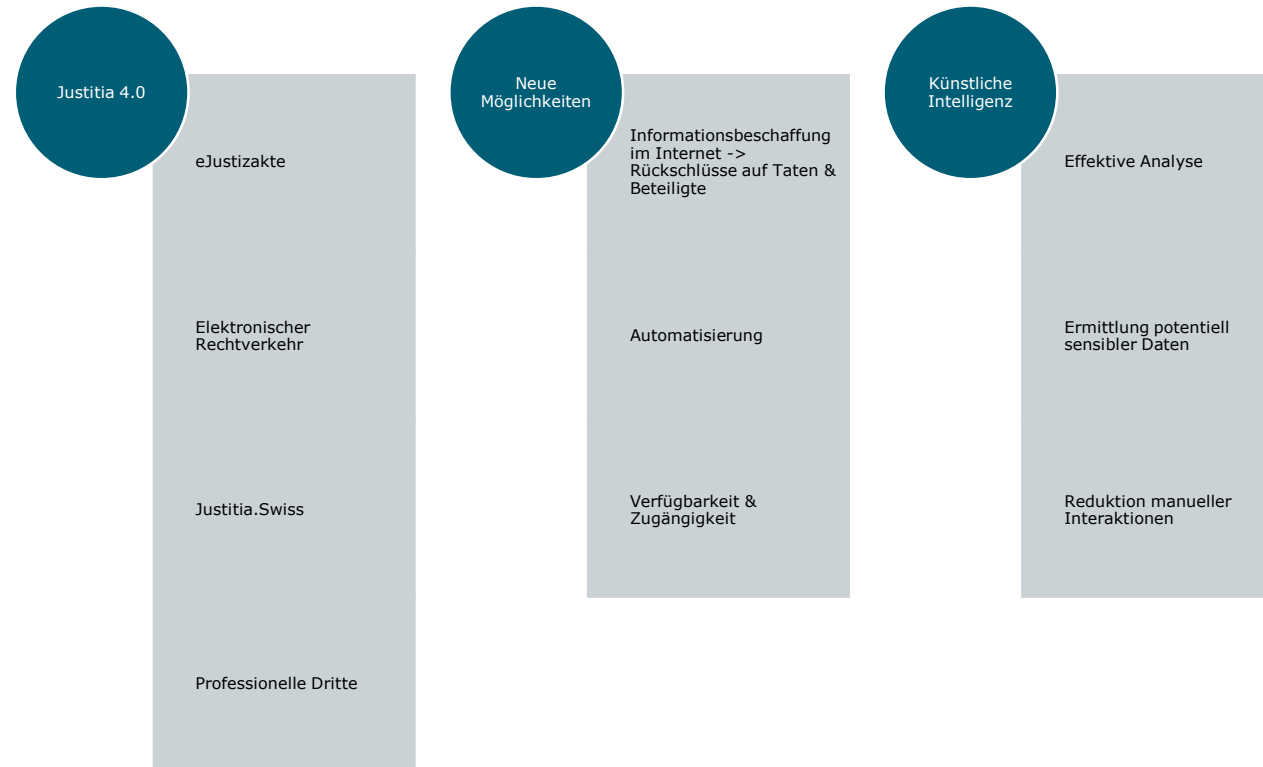 Justitia 4.0
eJustizakte
Elektronischer
Rechtverkehr
Justitia.Swiss
Professionelle Dritte
Neue
Möglichkeiten
Informationsbeschaffung
im Internet ->
Rückschlüsse auf Taten &
Beteiligte
Automatisierung
Verfügbarkeit &
Zugängigkeit
Künstliche
Intelligenz
Effektive Analyse
Ermittlung potentiell
sensibler Daten
Reduktion manueller
Interaktionen